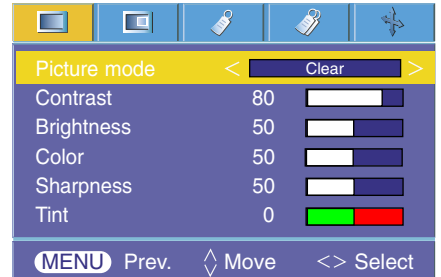 Picture mode < Clear >
Contrast 80
Brightness 50
Color 50
Sharpness 50
Tint 0
MENU Prev. Move <> Select